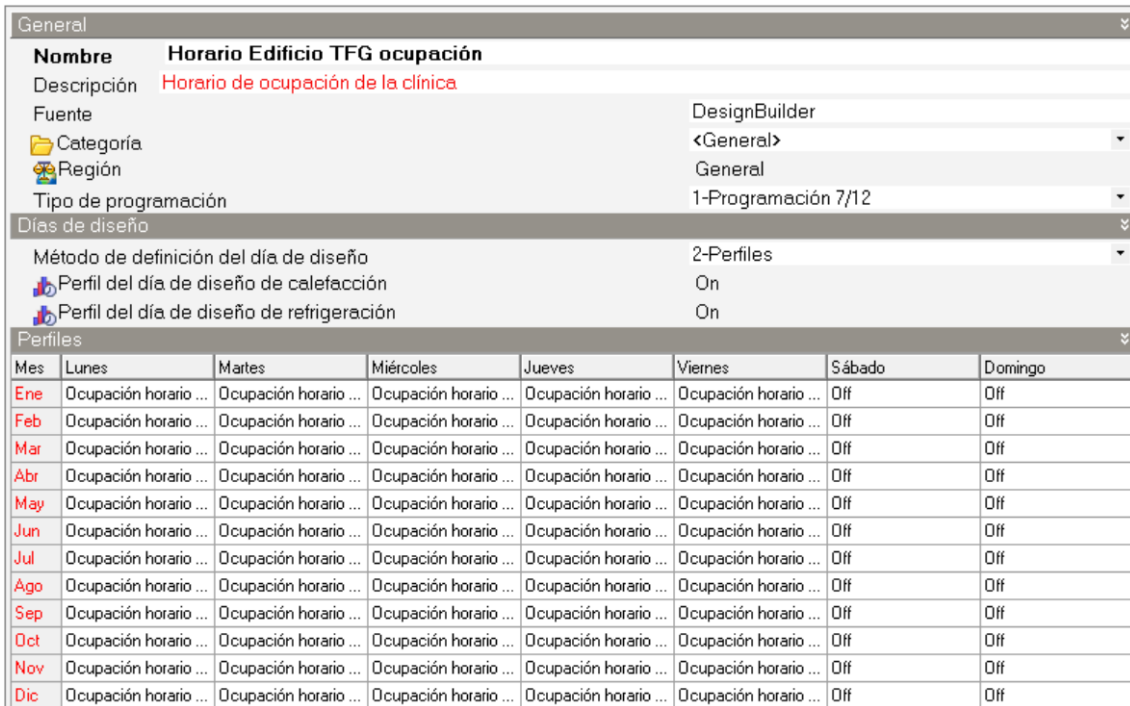 General
Nombre Horario Edificio TFG ocupación
Descripción Horario de ocupación de la clínica
Fuente DesignBuilder
Categoría <General>
Región General
Tipo de programación 1-Programación 7/12
Días de diseño
Método de definición del día de diseño 2-Perfiles
Perfil del día de diseño de calefacción On
Perfil del día de diseño de refrigeración On
Perfiles
Mes Lunes Martes Miércoles Jueves Viernes Sábado Domingo
Ene Ocupación horario ... Ocupación horario ... Ocupación horario ... Ocupación horario ... Ocupación horario ... Off Off
Feb Ocupación horario ... Ocupación horario ... Ocupación horario ... Ocupación horario ... Ocupación horario ... Off Off
Mar Ocupación horario ... Ocupación horario ... Ocupación horario ... Ocupación horario ... Ocupación horario ... Off Off
Abr Ocupación horario ... Ocupación horario ... Ocupación horario ... Ocupación horario ... Ocupación horario ... Off Off
May Ocupación horario ... Ocupación horario ... Ocupación horario ... Ocupación horario ... Ocupación horario ... Off Off
Jun Ocupación horario ... Ocupación horario ... Ocupación horario ... Ocupación horario ... Ocupación horario ... Off Off
Jul Ocupación horario ... Ocupación horario ... Ocupación horario ... Ocupación horario ... Ocupación horario ... Off Off
Ago Ocupación horario ... Ocupación horario ... Ocupación horario ... Ocupación horario ... Ocupación horario ... Off Off
Sep Ocupación horario ... Ocupación horario ... Ocupación horario ... Ocupación horario ... Ocupación horario ... Off Off
Oct Ocupación horario ... Ocupación horario ... Ocupación horario ... Ocupación horario ... Ocupación horario ... Off Off
Nov Ocupación horario ... Ocupación horario ... Ocupación horario ... Ocupación horario ... Ocupación horario ... Off Off
Dic Ocupación horario ... Ocupación horario ... Ocupación horario ... Ocupación horario ... Ocupación horario ... Off Off